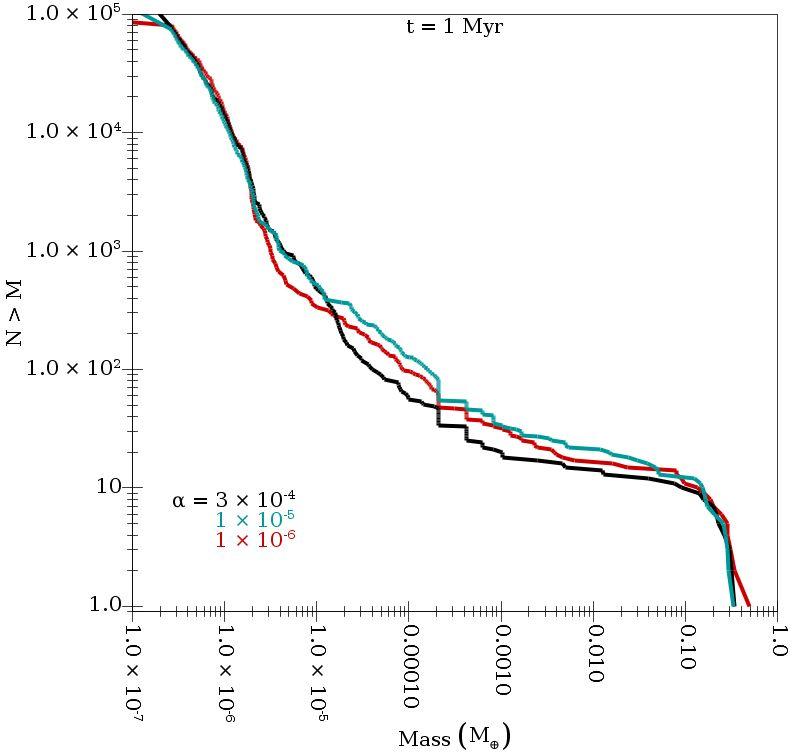 t = 1 Myr
1.0 × 10⁵
1.0 × 10⁴
1.0 × 10³
1.0 × 10²
10
1.0
N > M
α = 3 × 10⁻⁴
1 × 10⁻⁵
1 × 10⁻⁶
1.0 × 10⁻⁷
1.0 × 10⁻⁶
1.0 × 10⁻⁵
0.00010
0.0010
0.010
0.10
1.0
Mass (M⊕)